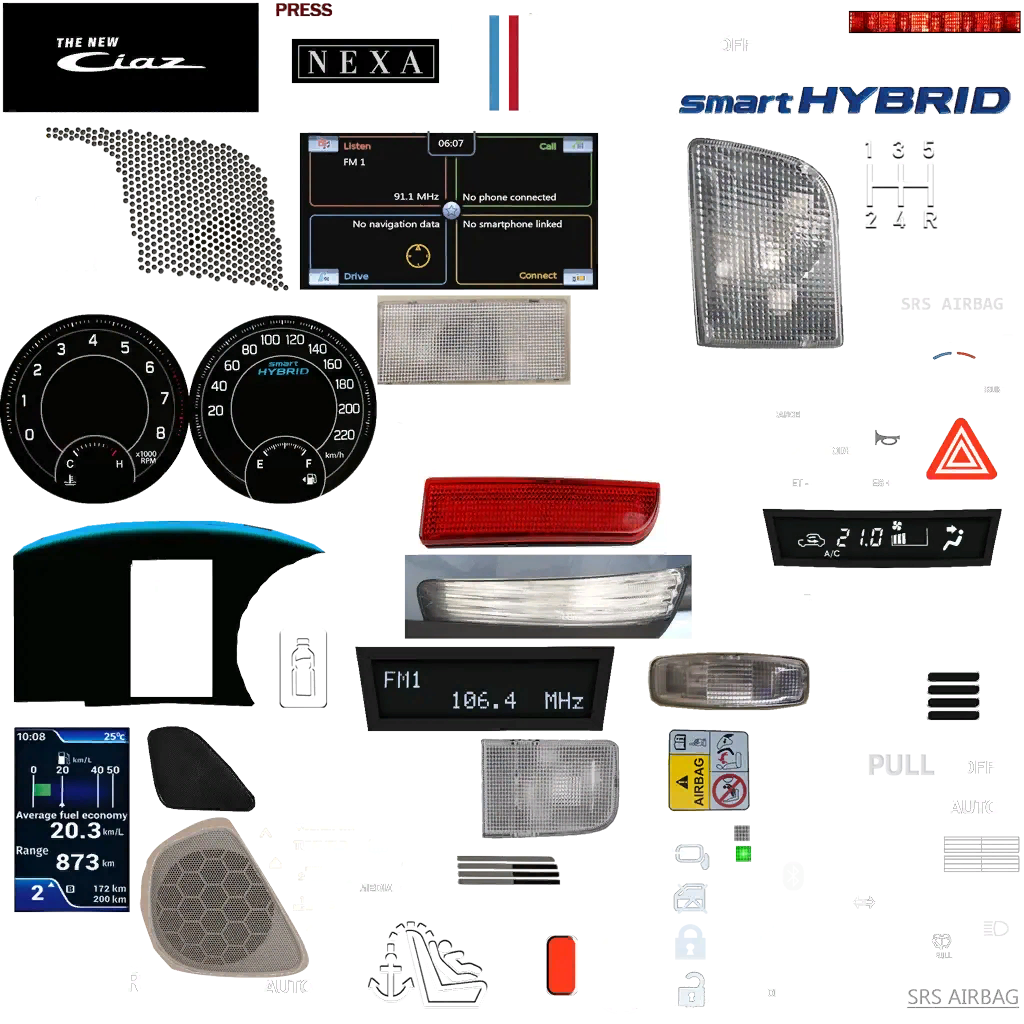 PRESS
THE NEW
Ciaz
NEXA
smart HYBRID
Listen
06:07
Call
FM 1
91.1 MHz
No phone connected
No navigation data
No smartphone linked
Drive
Connect
1 3 5
2 4 R
SRS AIRBAG
0 1 2 3 4 5 6 7 8
x1000
RPM
C H
20 40 60 80 100 120 140 160 180 200 220
smart
HYBRID
km/h
E F
21.0
A/C
FM1
106.4 MHz
10:08 25°C
km/L
0 20 40 50
Average fuel economy
20.3 km/L
Range
873 km
2 B 172 km
200 km
AIRBAG
PULL
OFF
AUTO
AUTO
R
PULL
SRS AIRBAG